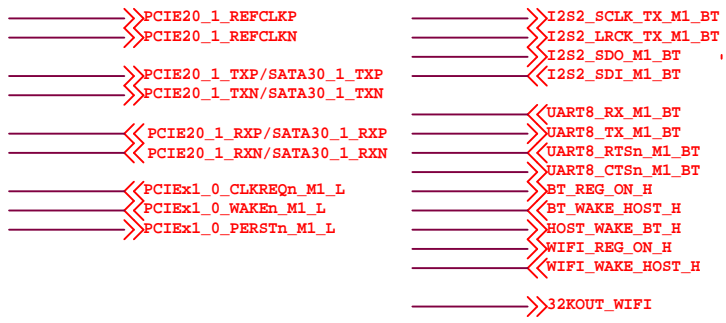 PCIE20_1_REFCLKP
PCIE20_1_REFCLKN
PCIE20_1_TXP/SATA30_1_TXP
PCIE20_1_TXN/SATA30_1_TXN
PCIE20_1_RXP/SATA30_1_RXP
PCIE20_1_RXN/SATA30_1_RXN
PCIEx1_0_CLKREQn_M1_L
PCIEx1_0_WAKEn_M1_L
PCIEx1_0_PERSTn_M1_L
I2S2_SCLK_TX_M1_BT
I2S2_LRCK_TX_M1_BT
I2S2_SDO_M1_BT
I2S2_SDI_M1_BT
UART8_RX_M1_BT
UART8_TX_M1_BT
UART8_RTSn_M1_BT
UART8_CTSn_M1_BT
BT_REG_ON_H
BT_WAKE_HOST_H
HOST_WAKE_BT_H
WIFI_REG_ON_H
WIFI_WAKE_HOST_H
32KOUT_WIFI